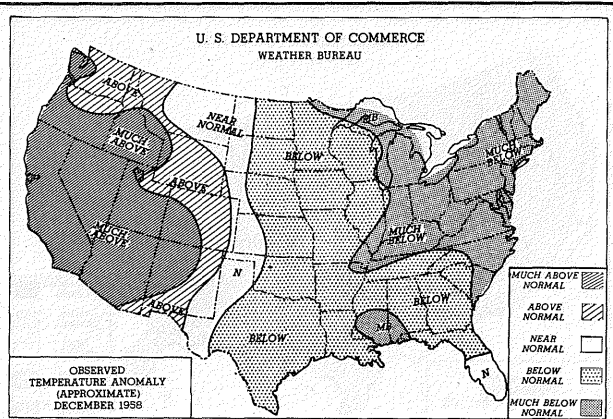 U. S. DEPARTMENT OF COMMERCE
WEATHER BUREAU
ABOVE
NEAR
NORMAL
MB
MUCH
ABOVE
BELOW
MUCH
BELOW
ABOVE
MUCH
ABOVE
MUCH
BELOW
N
ABOVE
BELOW
BELOW
MB
N
MUCH ABOVE
NORMAL
ABOVE
NORMAL
NEAR
NORMAL
BELOW
NORMAL
MUCH BELOW
NORMAL
OBSERVED
TEMPERATURE ANOMALY
(APPROXIMATE)
DECEMBER 1958